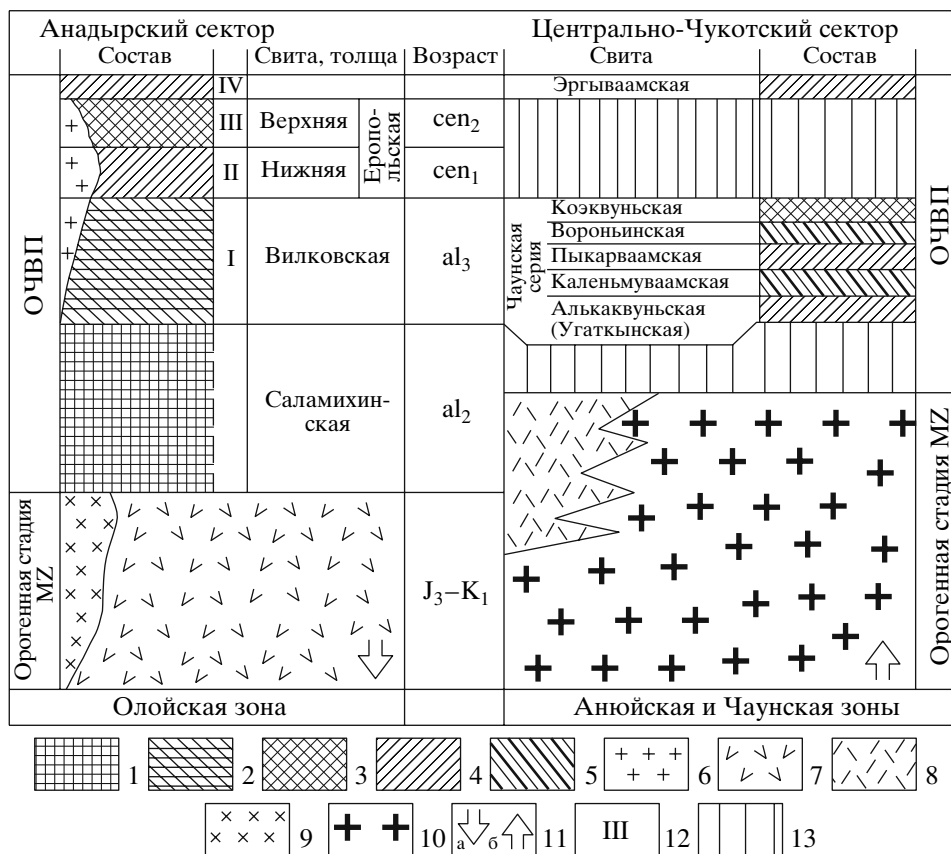 Анадырский сектор
Центрально-Чукотский сектор
Состав
Свита, толща
Возраст
Свита
Состав
ОЧВП
IV
Эргываамская
III
Верхняя
Еропольская
cen₂
II
Нижняя
cen₁
I
Вилковская
al₃
Чаунская
серия
Коэквуньская
Вороньинская
Пыкарваамская
Каленьмуваамская
Алькаквуньская
(Угаткынская)
ОЧВП
Саламихин-
ская
al₂
Орогенная стадия
MZ
J₃–K₁
Орогенная стадия MZ
Олойская зона
Анюйская и Чаунская зоны
1
2
3
4
5
6
7
8
9
10
а
б
11
III
12
13